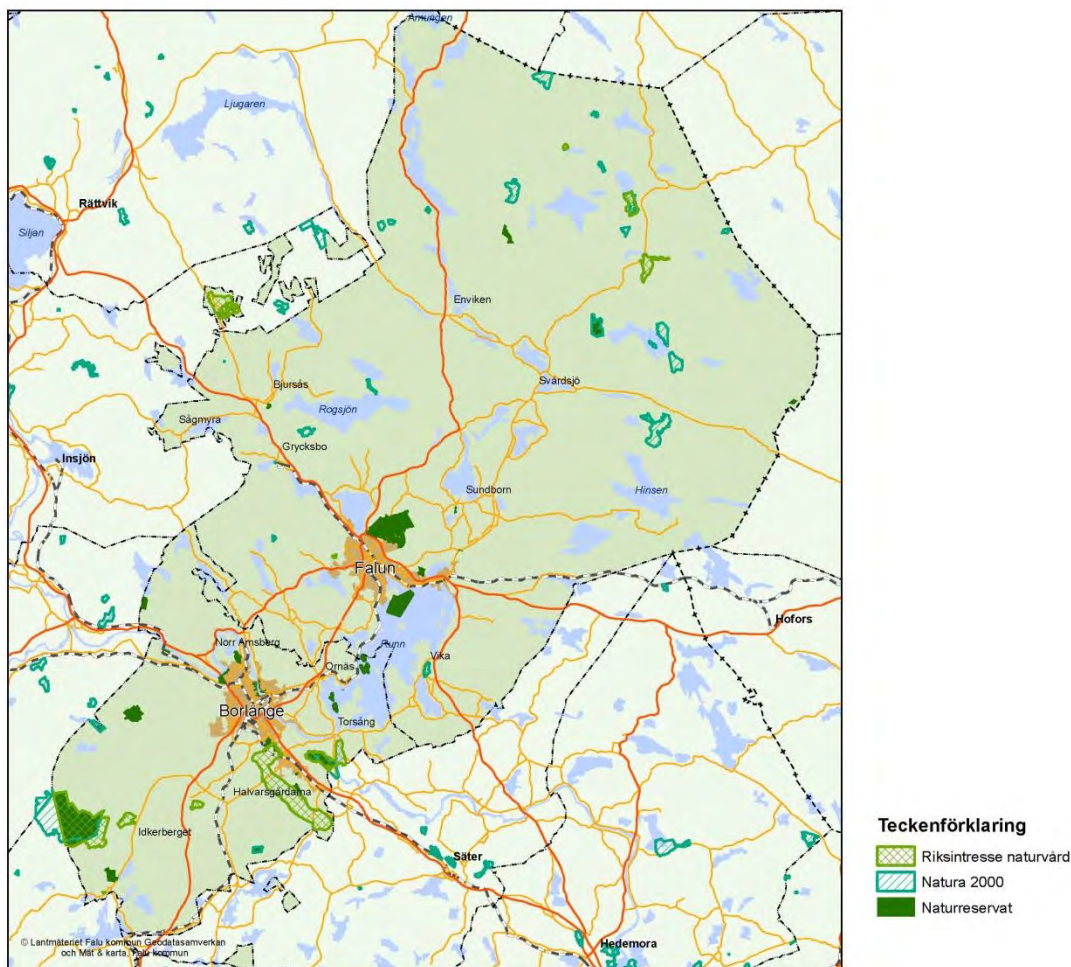 Amungen
Ljugaren
Rättvik
Siljan
Enviken
Svärdsjö
Bjursås
Rogsjön
Sågmyra
Grycksbo
Insjön
Sundborn
Hinsen
Falun
Hofors
Norr Amsberg
Runn
Vika
Ornäs
Borlänge
Torsång
Halvarsgårdarna
Idkerberget
Säter
Hedemora
© Lantmäteriet Falu kommun Geodatasamverkan
och Mät & karta, Falu kommun
Teckenförklaring
Riksintresse naturvård
Natura 2000
Naturreservat